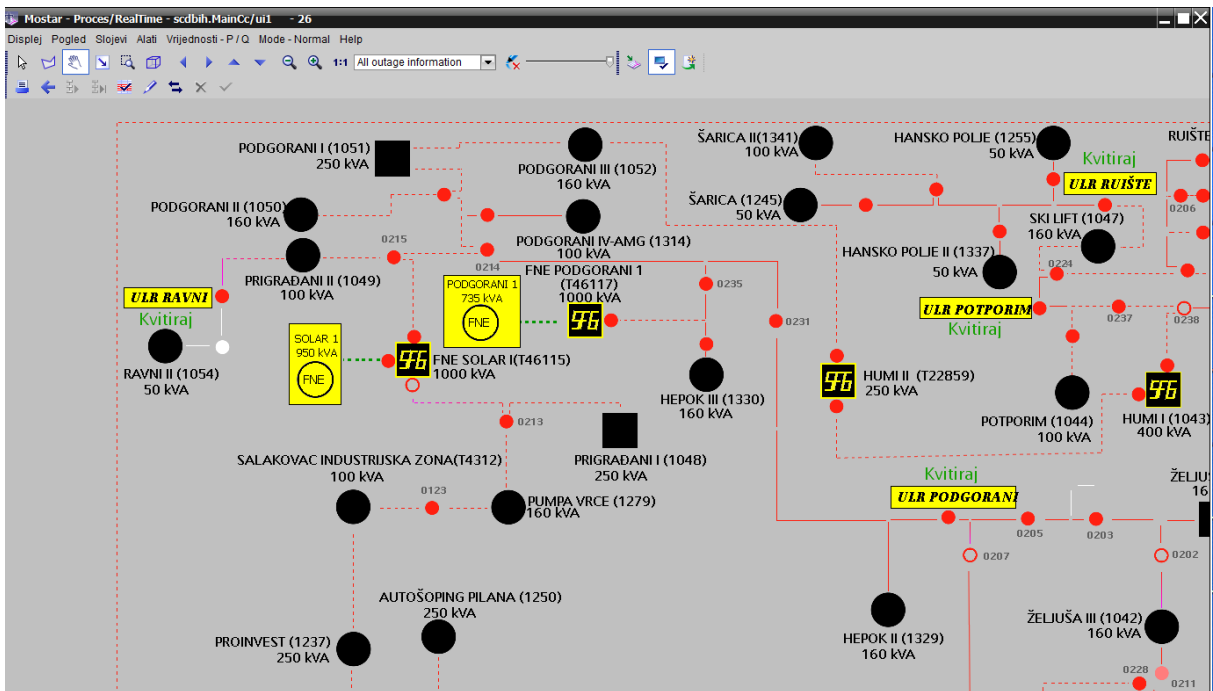 Mostar - Proces/RealTime - scdbih.MainCc/ui1 - 26
Displej Pogled Slojevi Alati Vrijednosti - P / Q Mode - Normal Help
1:1 All outage information
PODGORANI I (1051)
250 kVA
PODGORANI III (1052)
160 kVA
ŠARICA II(1341)
100 kVA
HANSKO POLJE (1255)
50 kVA
Kvitiraj
ULR RUIŠTE
0206
PODGORANI II (1050)
160 kVA
ŠARICA (1245)
50 kVA
SKI LIFT (1047)
160 kVA
PODGORANI IV-AMG (1314)
100 kVA
0215
0214
HANSKO POLJE II (1337)
50 kVA
0224
PRIGRAĐANI II (1049)
100 kVA
FNE PODGORANI 1
(T46117)
1000 kVA
PODGORANI 1
735 kVA
FNE
0235
ULR RAVNI
Kvitiraj
ULR POTPORIM
Kvitiraj
0237
0238
0231
SOLAR 1
950 kVA
FNE
FNE SOLAR I(T46115)
1000 kVA
RAVNI II (1054)
50 kVA
HUMI II (T22859)
250 kVA
HEPOK III (1330)
160 kVA
POTPORIM (1044)
100 kVA
HUMI I (1043)
400 kVA
0213
PRIGRAĐANI I (1048)
250 kVA
SALAKOVAC INDUSTRIJSKA ZONA(T4312)
100 kVA
Kvitiraj
ULR PODGORANI
0123
PUMPA VRCE (1279)
160 kVA
0205
0203
0207
0202
AUTOŠOPING PILANA (1250)
250 kVA
PROINVEST (1237)
250 kVA
HEPOK II (1329)
160 kVA
ŽELJUŠA III (1042)
160 kVA
0228
0211